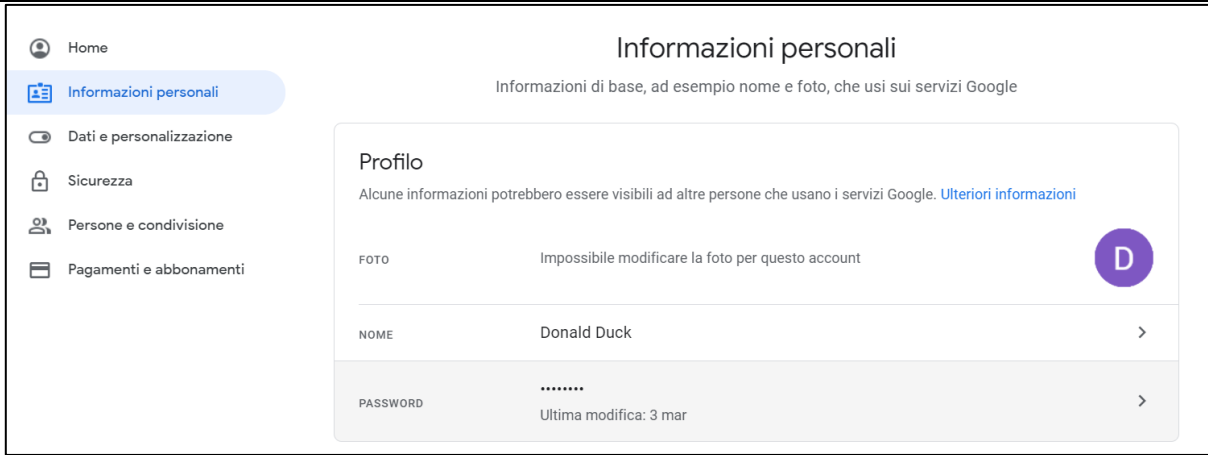 Home
Informazioni personali
Dati e personalizzazione
Sicurezza
Persone e condivisione
Pagamenti e abbonamenti
Informazioni personali
Informazioni di base, ad esempio nome e foto, che usi sui servizi Google
Profilo
Alcune informazioni potrebbero essere visibili ad altre persone che usano i servizi Google. Ulteriori informazioni
FOTO Impossibile modificare la foto per questo account D
NOME Donald Duck
PASSWORD ••••••••
Ultima modifica: 3 mar